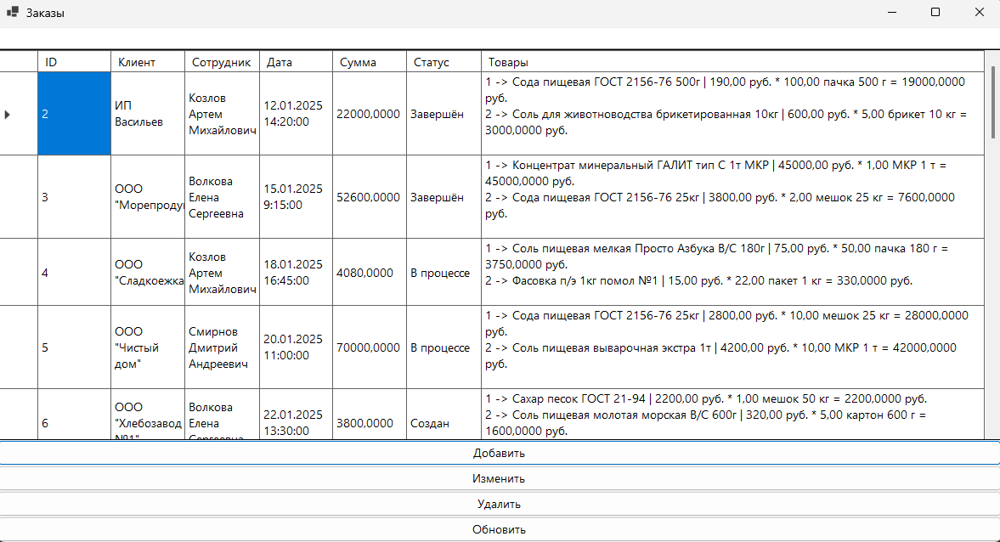 Заказы
ID Клиент Сотрудник Дата Сумма Статус Товары
2
ИП
Васильев
Козлов
Артем
Михайлович
12.01.2025
14:20:00
22000,0000
Завершён
1 -> Сода пищевая ГОСТ 2156-76 500г | 190,00 руб. * 100,00 пачка 500 г = 19000,0000
руб.
2 -> Соль для животноводства брикетированная 10кг | 600,00 руб. * 5,00 брикет 10 кг =
3000,0000 руб.
3
ООО
"Морепроду
Волкова
Елена
Сергеевна
15.01.2025
9:15:00
52600,0000
Завершён
1 -> Концентрат минеральный ГАЛИТ тип С 1т МКР | 45000,00 руб. * 1,00 МКР 1 т =
45000,0000 руб.
2 -> Сода пищевая ГОСТ 2156-76 25кг | 3800,00 руб. * 2,00 мешок 25 кг = 7600,0000
руб.
4
ООО
"Сладкоежка
Козлов
Артем
Михайлович
18.01.2025
16:45:00
4080,0000
В процессе
1 -> Соль пищевая мелкая Просто Азбука В/С 180г | 75,00 руб. * 50,00 пачка 180 г =
3750,0000 руб.
2 -> Фасовка п/э 1кг помол №1 | 15,00 руб. * 22,00 пакет 1 кг = 330,0000 руб.
5
ООО
"Чистый
дом"
Смирнов
Дмитрий
Андреевич
20.01.2025
11:00:00
70000,0000
В процессе
1 -> Сода пищевая ГОСТ 2156-76 25кг | 2800,00 руб. * 10,00 мешок 25 кг = 28000,0000
руб.
2 -> Соль пищевая выварочная экстра 1т | 4200,00 руб. * 10,00 МКР 1 т = 42000,0000
руб.
6
ООО
"Хлебозавод
№1"
Волкова
Елена
Сергеевна
22.01.2025
13:30:00
3800,0000
Создан
1 -> Сахар песок ГОСТ 21-94 | 2200,00 руб. * 1,00 мешок 50 кг = 2200,0000 руб.
2 -> Соль пищевая молотая морская В/С 600г | 320,00 руб. * 5,00 картон 600 г =
1600,0000 руб.
Добавить
Изменить
Удалить
Обновить